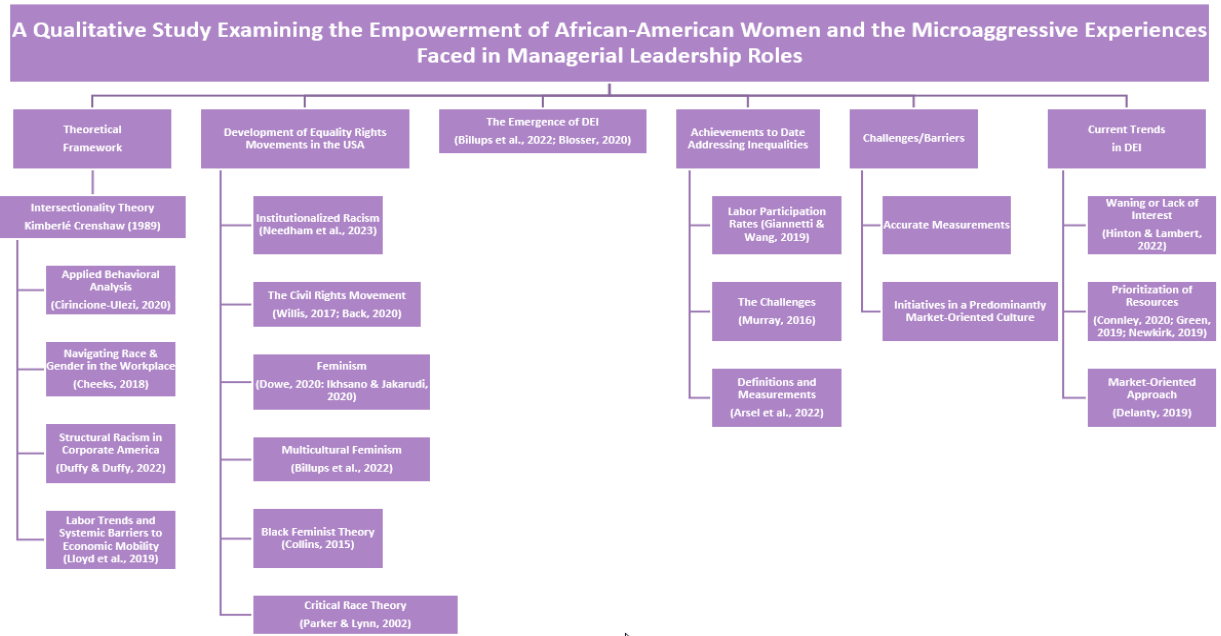 A Qualitative Study Examining the Empowerment of African-American Women and the Microaggressive Experiences
Faced in Managerial Leadership Roles
Theoretical
Framework
Intersectionality Theory
Kimberlé Crenshaw (1989)
Applied Behavioral
Analysis
(Cirincione-Ulezi, 2020)
Navigating Race &
Gender in the Workplace
(Cheeks, 2018)
Structural Racism in
Corporate America
(Duffy & Duffy, 2022)
Labor Trends and
Systemic Barriers to
Economic Mobility
(Lloyd et al., 2019)
Development of Equality Rights
Movements in the USA
Institutionalized Racism
(Needham et al., 2023)
The Civil Rights Movement
(Willis, 2017; Back, 2020)
Feminism
(Dowe, 2020: Ikhsano & Jakarudi,
2020)
Multicultural Feminism
(Billups et al., 2022)
Black Feminist Theory
(Collins, 2015)
Critical Race Theory
(Parker & Lynn, 2002)
The Emergence of DEI
(Billups et al., 2022; Blosser, 2020)
Achievements to Date
Addressing Inequalities
Labor Participation
Rates (Giannetti &
Wang, 2019)
The Challenges
(Murray, 2016)
Definitions and
Measurements
(Arsel et al., 2022)
Challenges/Barriers
Accurate Measurements
Initiatives in a Predominantly
Market-Oriented Culture
Current Trends
in DEI
Waning or Lack of
Interest
(Hinton & Lambert,
2022)
Prioritization of
Resources
(Connley, 2020; Green,
2019; Newkirk, 2019)
Market-Oriented
Approach
(Delanty, 2019)